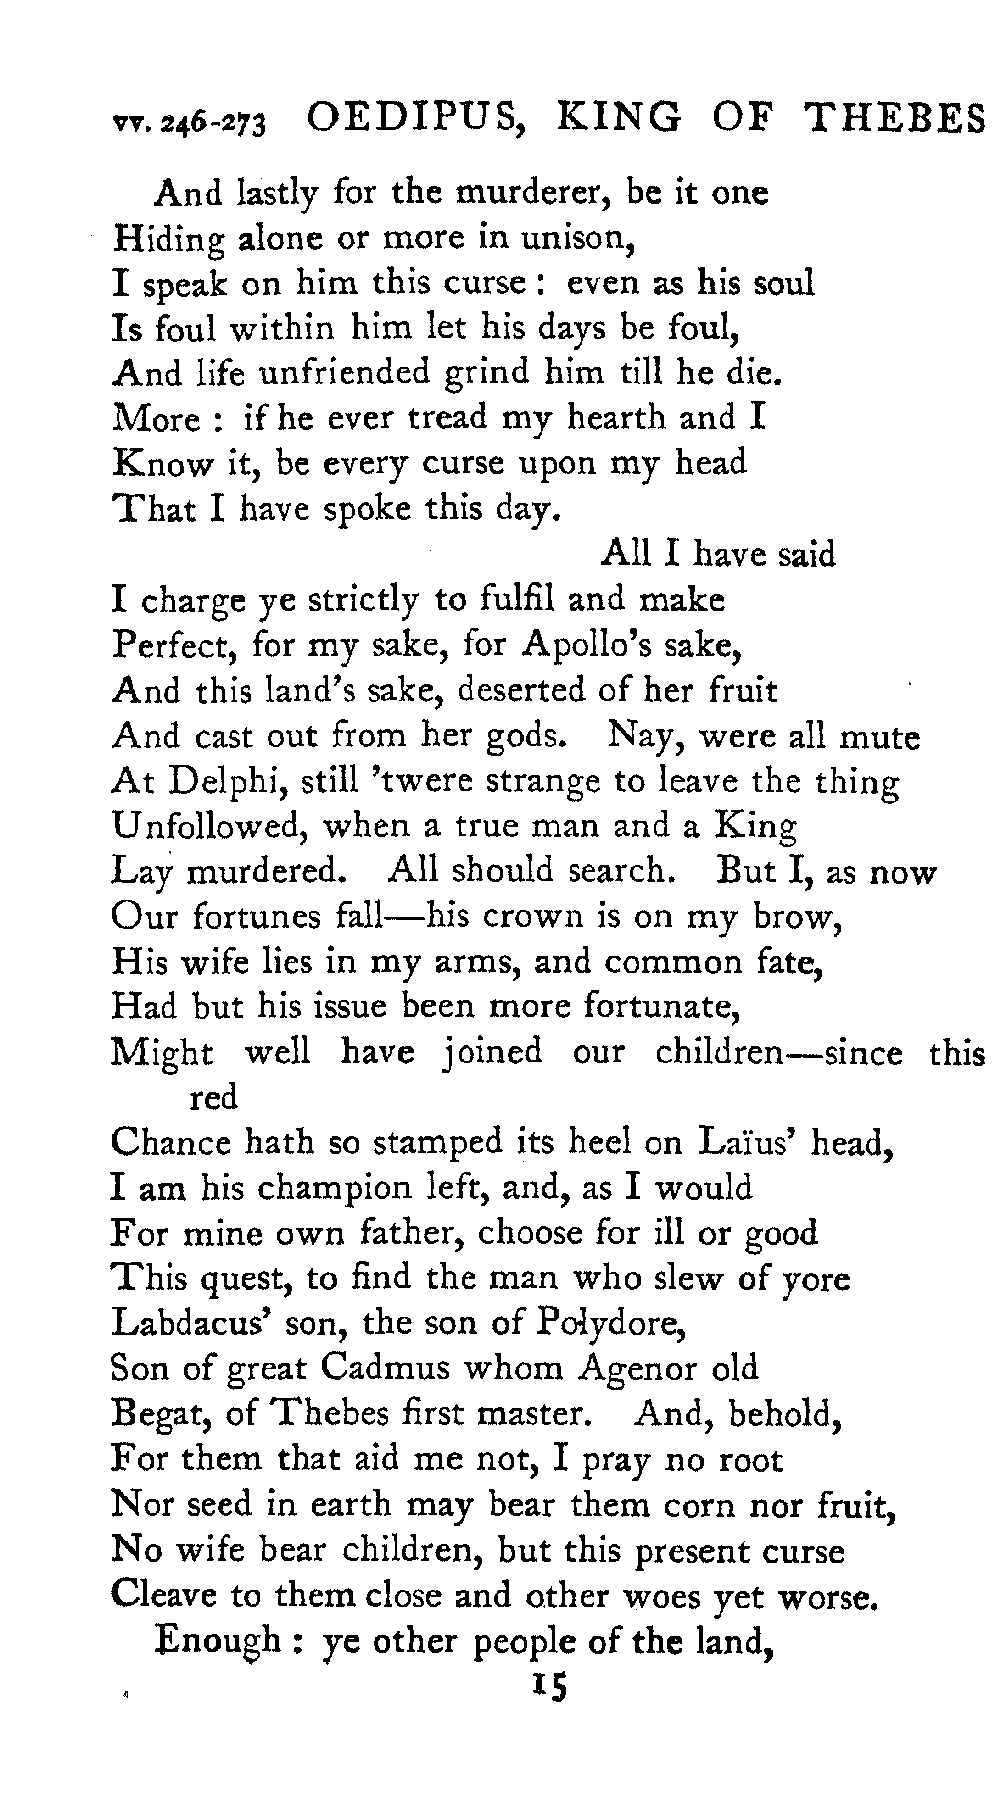 vv. 246-273 OEDIPUS, KING OF THEBES
And lastly for the murderer, be it one
Hiding alone or more in unison,
I speak on him this curse : even as his soul
Is foul within him let his days be foul,
And life unfriended grind him till he die.
More : if he ever tread my hearth and I
Know it, be every curse upon my head
That I have spoke this day.
All I have said
I charge ye strictly to fulfil and make
Perfect, for my sake, for Apollo's sake,
And this land's sake, deserted of her fruit
And cast out from her gods. Nay, were all mute
At Delphi, still 'twere strange to leave the thing
Unfollowed, when a true man and a King
Lay murdered. All should search. But I, as now
Our fortunes fall—his crown is on my brow,
His wife lies in my arms, and common fate,
Had but his issue been more fortunate,
Might well have joined our children—since this
red
Chance hath so stamped its heel on Laïus' head,
I am his champion left, and, as I would
For mine own father, choose for ill or good
This quest, to find the man who slew of yore
Labdacus' son, the son of Polydore,
Son of great Cadmus whom Agenor old
Begat, of Thebes first master. And, behold,
For them that aid me not, I pray no root
Nor seed in earth may bear them corn nor fruit,
No wife bear children, but this present curse
Cleave to them close and other woes yet worse.
Enough : ye other people of the land,
15